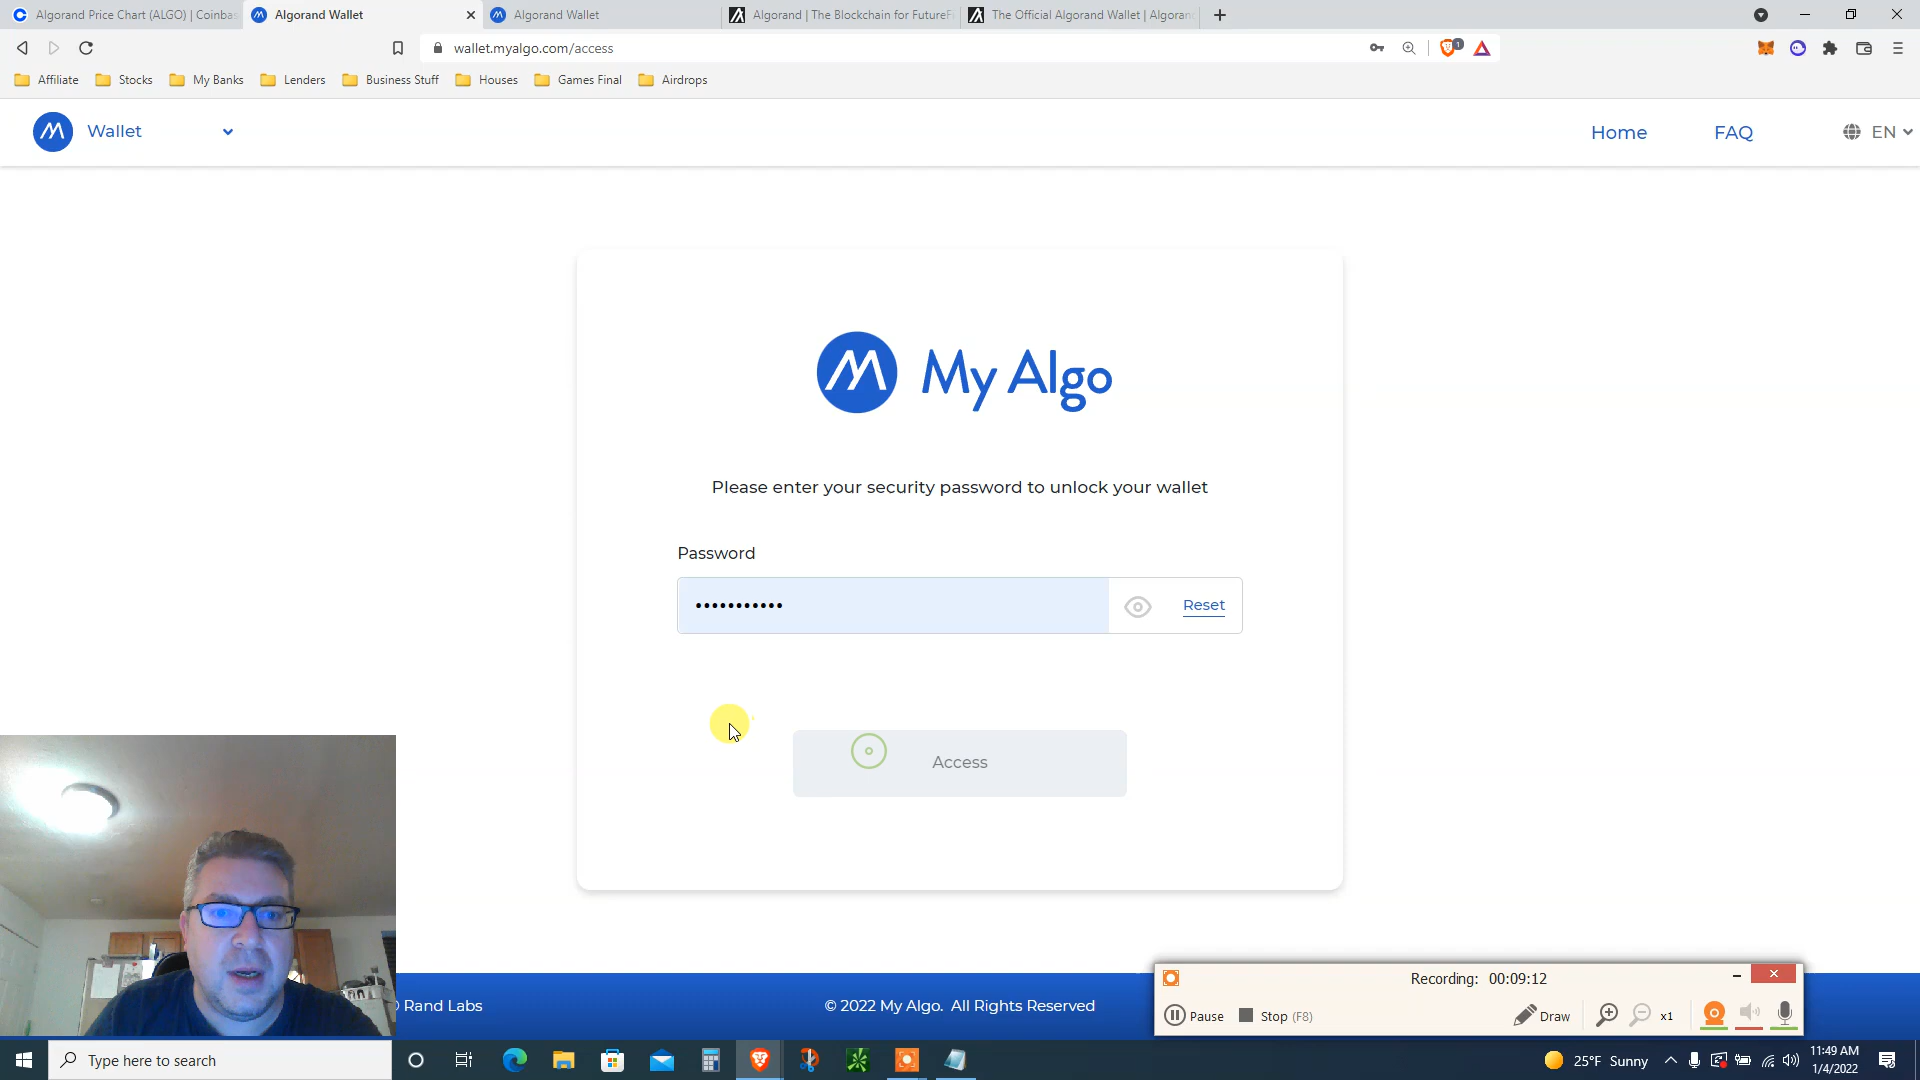 Algorand Price Chart (ALGO) | Coinbas
Algorand Wallet
Algorand Wallet
Algorand | The Blockchain for FutureF
The Official Algorand Wallet | Algoran
wallet.myalgo.com/access
1
Affiliate
Stocks
My Banks
Lenders
Business Stuff
Houses
Games Final
Airdrops
Wallet
Home
FAQ
EN
My Algo
Please enter your security password to unlock your wallet
Password
•••••••••••
Reset
Access
Rand Labs
© 2022 My Algo. All Rights Reserved
Recording: 00:09:12
Pause
Stop (F8)
Draw
x1
Type here to search
25°F Sunny
11:49 AM
1/4/2022